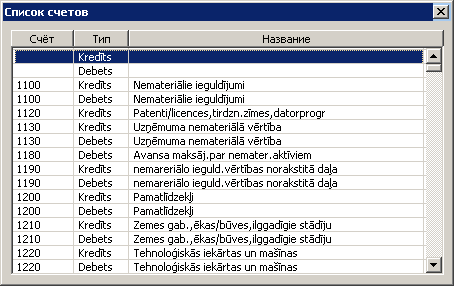 Список счетов
Счёт Тип Название
Kredīts
Debets
1100 Kredīts Nemateriālie ieguldījumi
1100 Debets Nemateriālie ieguldījumi
1120 Kredīts Patenti/licences,tirdzn.zīmes,datorprogr
1130 Kredīts Uzņēmuma nemateriālā vērtība
1130 Debets Uzņēmuma nemateriālā vērtība
1180 Debets Avansa maksāj.par nemater.aktīviem
1190 Kredīts nemareriālo ieguld.vērtības norakstītā daļa
1190 Debets nemareriālo ieguld.vērtības norakstītā daļa
1200 Kredīts Pamatlīdzekļi
1200 Debets Pamatlīdzekļi
1210 Kredīts Zemes gab.,ēkas/būves,ilggadīgie stādīju
1210 Debets Zemes gab.,ēkas/būves,ilggadīgie stādīju
1220 Kredīts Tehnoloģiskās iekārtas un mašīnas
1220 Debets Tehnoloģiskās iekārtas un mašīnas